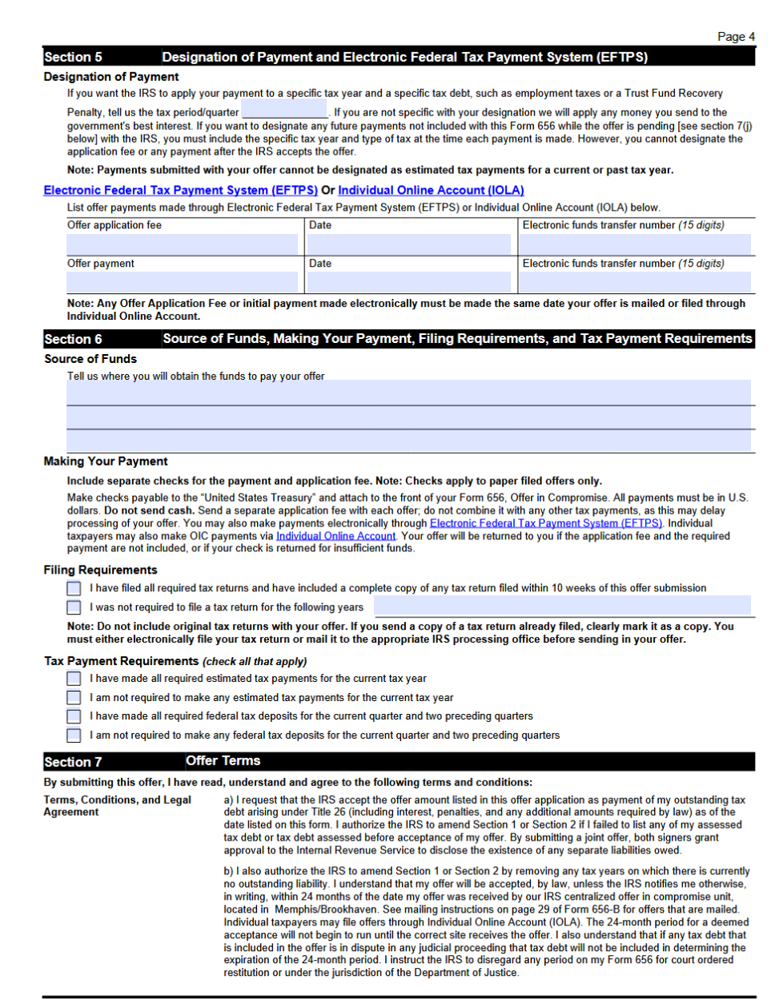 Page 4
Section 5 Designation of Payment and Electronic Federal Tax Payment System (EFTPS)
Designation of Payment
If you want the IRS to apply your payment to a specific tax year and a specific tax debt, such as employment taxes or a Trust Fund Recovery
Penalty, tell us the tax period/quarter . If you are not specific with your designation we will apply any money you send to the
government's best interest. If you want to designate any future payments not included with this Form 656 while the offer is pending [see section 7(j)
below] with the IRS, you must include the specific tax year and type of tax at the time each payment is made. However, you cannot designate the
application fee or any payment after the IRS accepts the offer.
Note: Payments submitted with your offer cannot be designated as estimated tax payments for a current or past tax year.
Electronic Federal Tax Payment System (EFTPS) Or Individual Online Account (IOLA)
List offer payments made through Electronic Federal Tax Payment System (EFTPS) or Individual Online Account (IOLA) below.
Offer application fee Date Electronic funds transfer number (15 digits)
Offer payment Date Electronic funds transfer number (15 digits)
Note: Any Offer Application Fee or initial payment made electronically must be made the same date your offer is mailed or filed through
Individual Online Account.
Section 6 Source of Funds, Making Your Payment, Filing Requirements, and Tax Payment Requirements
Source of Funds
Tell us where you will obtain the funds to pay your offer
Making Your Payment
Include separate checks for the payment and application fee. Note: Checks apply to paper filed offers only.
Make checks payable to the "United States Treasury" and attach to the front of your Form 656, Offer in Compromise. All payments must be in U.S.
dollars. Do not send cash. Send a separate application fee with each offer; do not combine it with any other tax payments, as this may delay
processing of your offer. You may also make payments electronically through Electronic Federal Tax Payment System (EFTPS). Individual
taxpayers may also make OIC payments via Individual Online Account. Your offer will be returned to you if the application fee and the required
payment are not included, or if your check is returned for insufficient funds.
Filing Requirements
I have filed all required tax returns and have included a complete copy of any tax return filed within 10 weeks of this offer submission
I was not required to file a tax return for the following years
Note: Do not include original tax returns with your offer. If you send a copy of a tax return already filed, clearly mark it as a copy. You
must either electronically file your tax return or mail it to the appropriate IRS processing office before sending in your offer.
Tax Payment Requirements (check all that apply)
I have made all required estimated tax payments for the current tax year
I am not required to make any estimated tax payments for the current tax year
I have made all required federal tax deposits for the current quarter and two preceding quarters
I am not required to make any federal tax deposits for the current quarter and two preceding quarters
Section 7 Offer Terms
By submitting this offer, I have read, understand and agree to the following terms and conditions:
Terms, Conditions, and Legal
Agreement
a) I request that the IRS accept the offer amount listed in this offer application as payment of my outstanding tax
debt arising under Title 26 (including interest, penalties, and any additional amounts required by law) as of the
date listed on this form. I authorize the IRS to amend Section 1 or Section 2 if I failed to list any of my assessed
tax debt or tax debt assessed before acceptance of my offer. By submitting a joint offer, both signers grant
approval to the Internal Revenue Service to disclose the existence of any separate liabilities owed.
b) I also authorize the IRS to amend Section 1 or Section 2 by removing any tax years on which there is currently
no outstanding liability. I understand that my offer will be accepted, by law, unless the IRS notifies me otherwise,
in writing, within 24 months of the date my offer was received by our IRS centralized offer in compromise unit,
located in Memphis/Brookhaven. See mailing instructions on page 29 of Form 656-B for offers that are mailed.
Individual taxpayers may file offers through Individual Online Account (IOLA). The 24-month period for a deemed
acceptance will not begin to run until the correct site receives the offer. I also understand that if any tax debt that
is included in the offer is in dispute in any judicial proceeding that tax debt will not be included in determining the
expiration of the 24-month period. I instruct the IRS to disregard any period on my Form 656 for court ordered
restitution or under the jurisdiction of the Department of Justice.